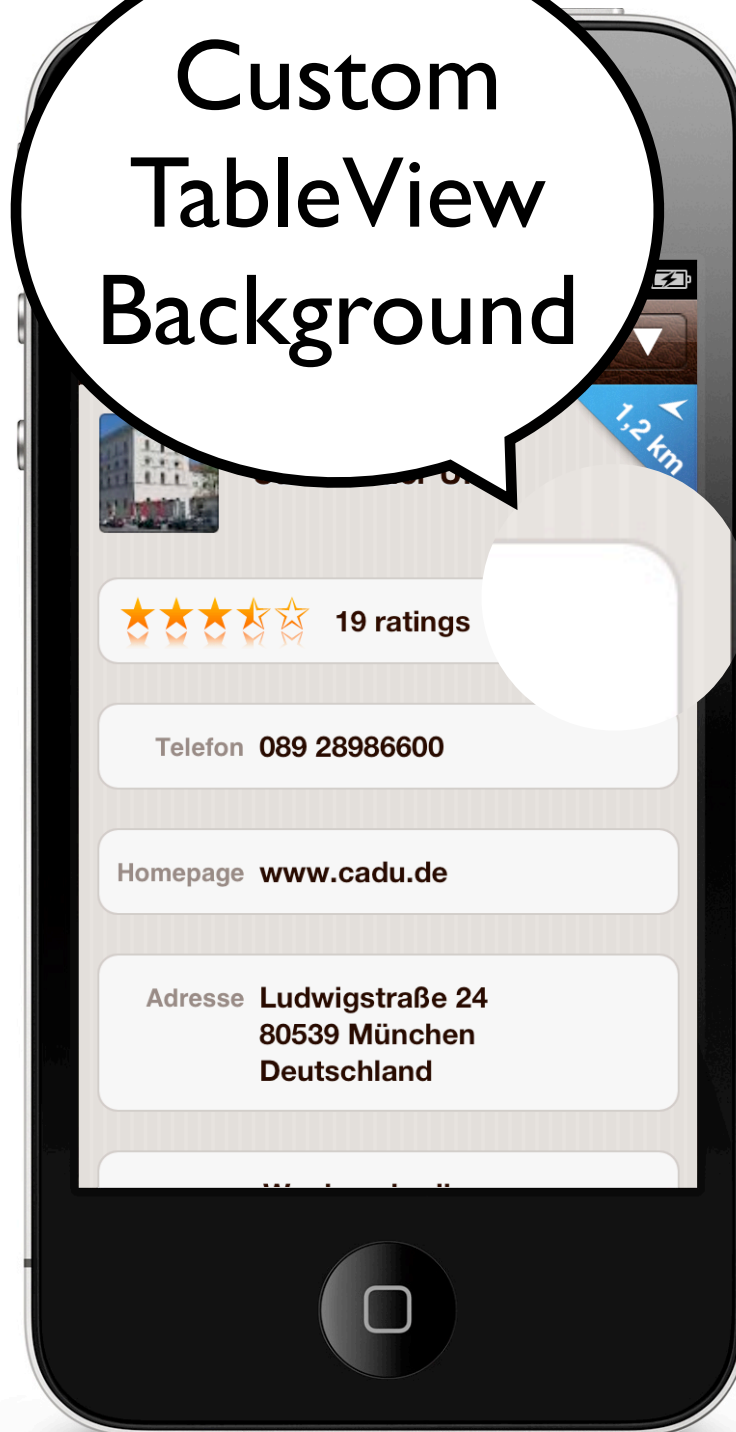 Custom
TableView
Background
1,2 km
19 ratings
Telefon 089 28986600
Homepage www.cadu.de
Adresse Ludwigstraße 24
80539 München
Deutschland